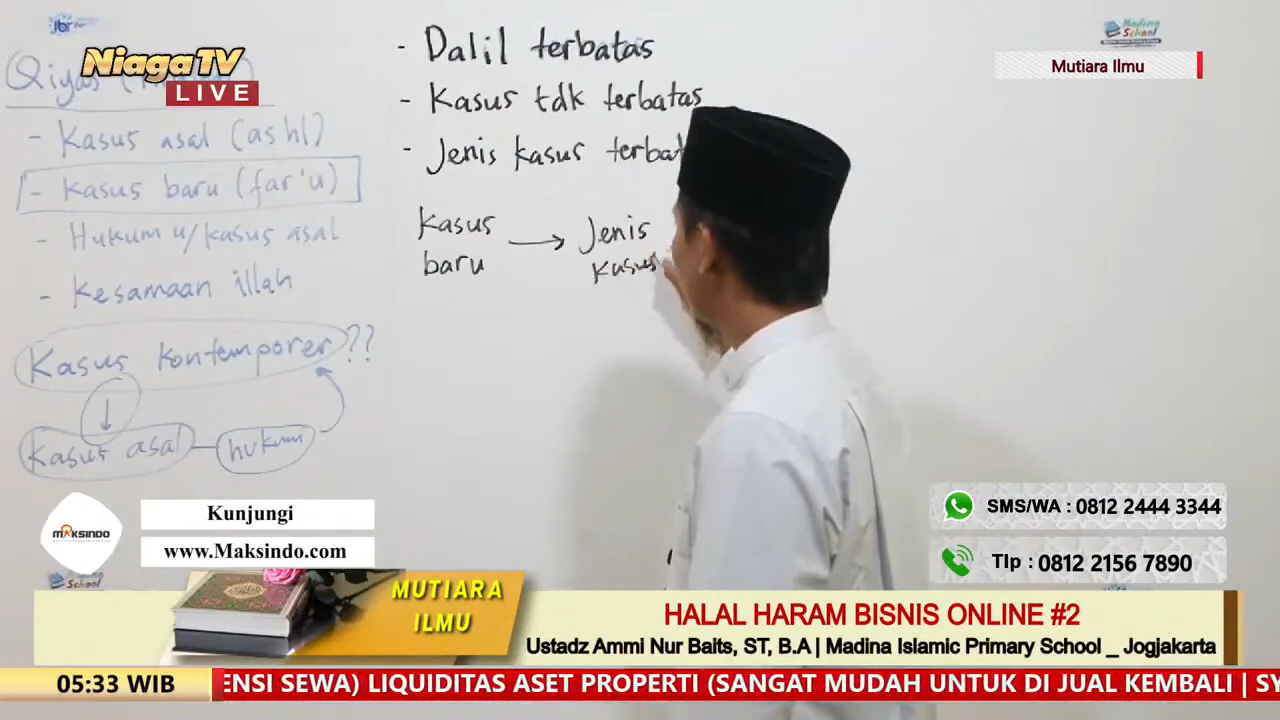 jbr
Madina
School
NiagaTV
LIVE
Mutiara Ilmu
Qiyas
- Kasus asal (ashl)
- Kasus baru (far'u)
- Hukum u/kasus asal
- Kesamaan illah
Kasus Kontemporer??
Kasus asal - hukum
- Dalil terbatas
- Kasus tdk terbatas
- Jenis kasus terbat
Kasus
baru
Jenis
Kasus
Kunjungi
MAKSINDO
www.Maksindo.com
SMS/WA : 0812 2444 3344
Tlp : 0812 2156 7890
School
MUTIARA
ILMU
HALAL HARAM BISNIS ONLINE #2
Ustadz Ammi Nur Baits, ST, B.A | Madina Islamic Primary School _ Jogjakarta
05:33 WIB
ENSI SEWA) LIQUIDITAS ASET PROPERTI (SANGAT MUDAH UNTUK DI JUAL KEMBALI | SY